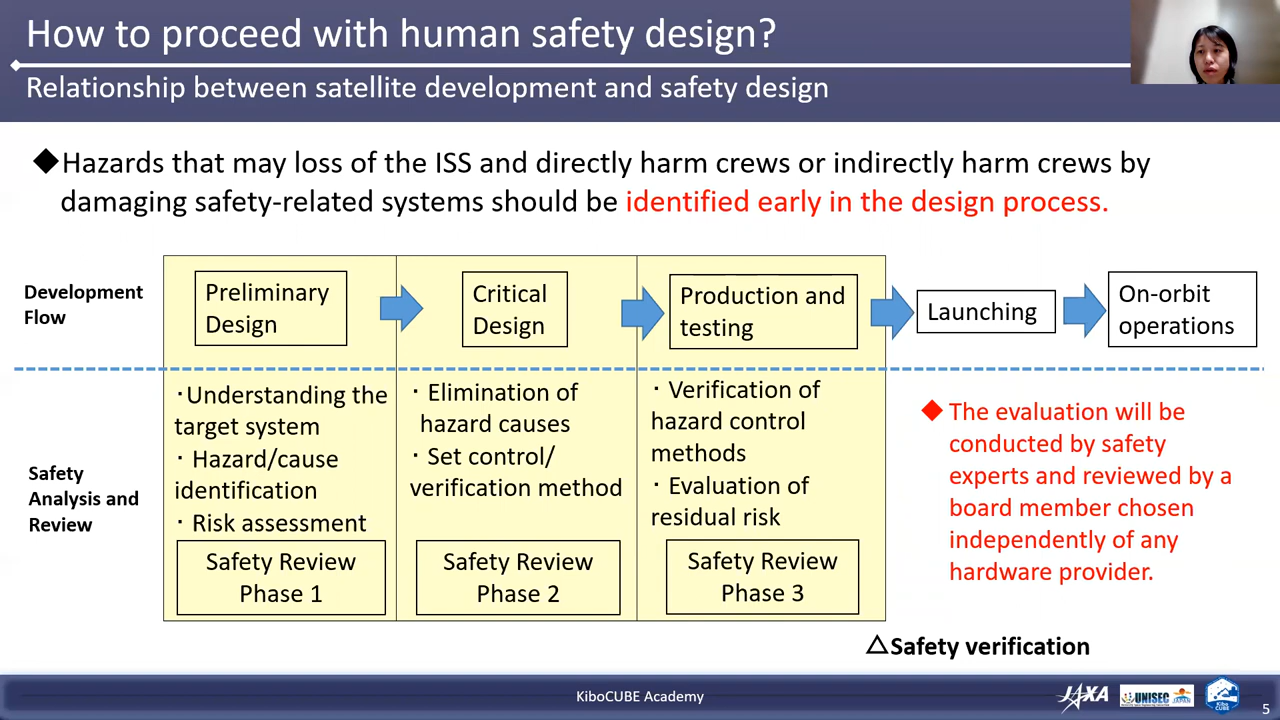 How to proceed with human safety design?
Relationship between satellite development and safety design
◆Hazards that may loss of the ISS and directly harm crews or indirectly harm crews by
damaging safety-related systems should be identified early in the design process.
Development
Flow
Preliminary
Design
Critical
Design
Production and
testing
Launching
On-orbit
operations
Safety
Analysis and
Review
・Understanding the
target system
・Hazard/cause
identification
・Risk assessment
Safety Review
Phase 1
・Elimination of
hazard causes
・Set control/
verification method
Safety Review
Phase 2
・Verification of
hazard control
methods
・Evaluation of
residual risk
Safety Review
Phase 3
◆ The evaluation will be
conducted by safety
experts and reviewed by a
board member chosen
independently of any
hardware provider.
△Safety verification
KiboCUBE Academy
JAXA
UNISEC
JAPAN
Kibo
CUBE
5